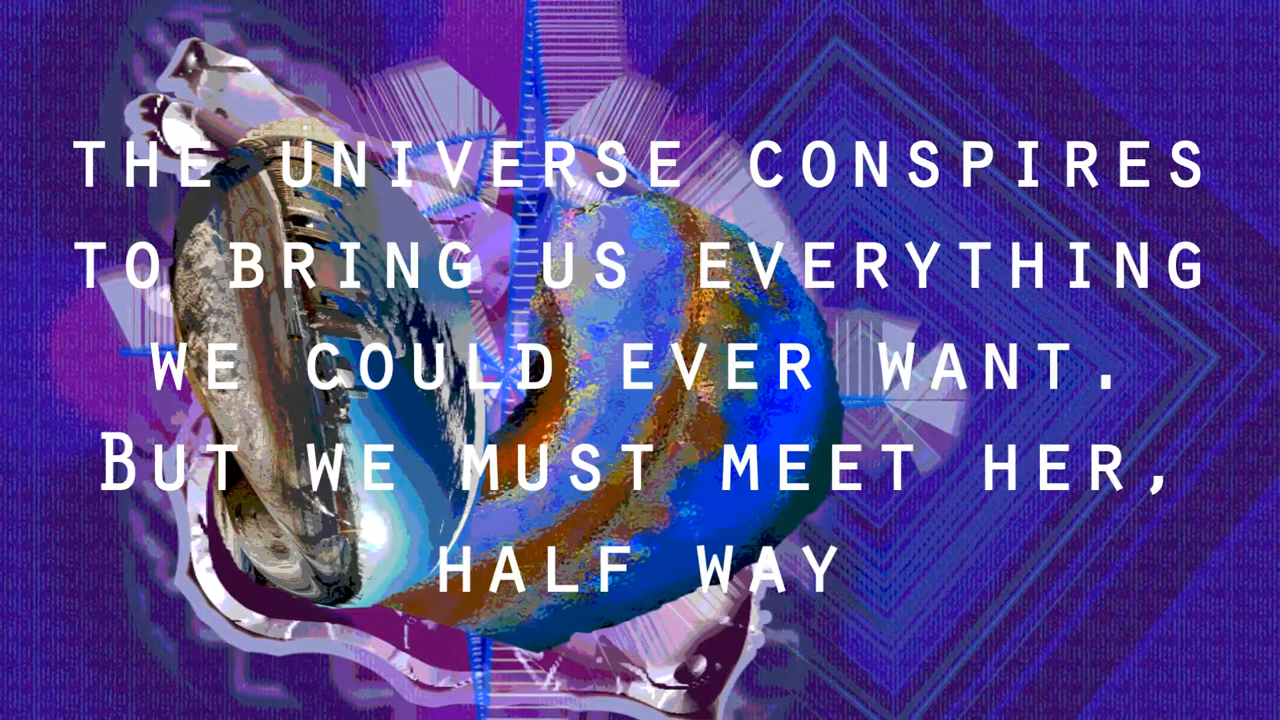 THE UNIVERSE CONSPIRES
TO BRING US EVERYTHING
WE COULD EVER WANT.
BUT WE MUST MEET HER,
HALF WAY